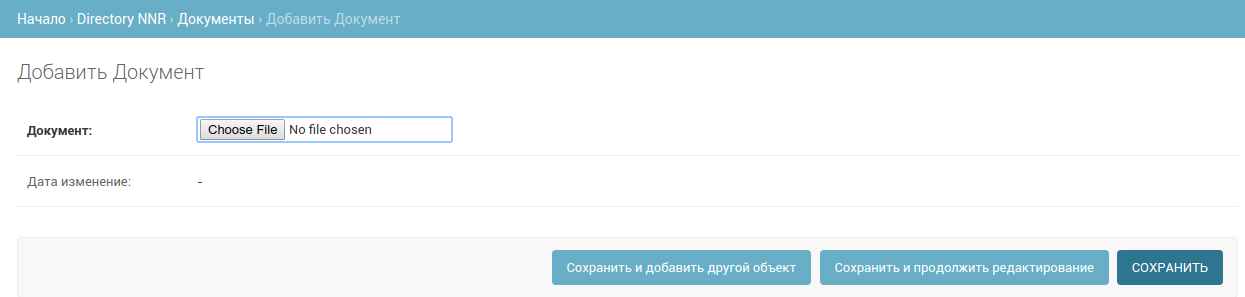 Начало › Directory NNR › Документы › Добавить Документ
Добавить Документ
Документ: Choose File No file chosen
Дата изменение: -
Сохранить и добавить другой объект Сохранить и продолжить редактирование СОХРАНИТЬ